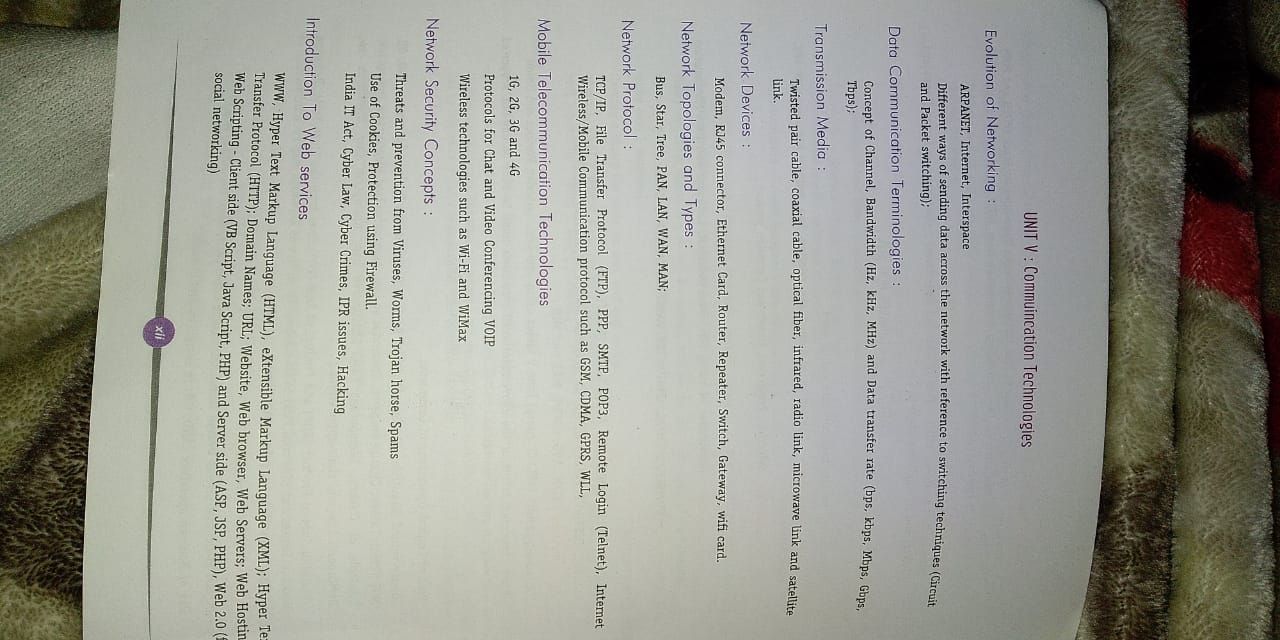 UNIT V : Commuincation Technologies
Evolution of Networking :
ARPANET, Internet, Interspace
Different ways of sending data across the network with reference to switching techniques (Circuit
and Packet switching);
Data Communication Terminologies :
Concept of Channel, Bandwidth (Hz, kHz, MHz) and Data transfer rate (bps, kbps, Mbps, Gbps,
Tbps);
Transmission Media :
Twisted pair cable, coaxial cable, optical fiber, infrared, radio link, microwave link and satellite
link.
Network Devices :
Modem, RJ45 connector, Ethernet Card, Router, Repeater, Switch, Gateway, wifi card.
Network Topologies and Types :
Bus, Star, Tree, PAN, LAN, WAN, MAN;
Network Protocol :
TCP/IP, File Transfer Protocol (FTP), PPP, SMTP, POP3, Remote Login (Telnet), Internet
Wireless/Mobile Communication protocol such as GSM, CDMA, GPRS, WLL,
Mobile Telecommunication Technologies
1G, 2G, 3G and 4G
Protocols for Chat and Video Conferencing VOIP
Wireless technologies such as Wi-Fi and WiMax
Network Security Concepts :
Threats and prevention from Viruses, Worms, Trojan horse, Spams
Use of Cookies, Protection using Firewall.
India IT Act, Cyber Law, Cyber Crimes, IPR issues, Hacking
Introduction To Web services
WWW, Hyper Text Markup Language (HTML), eXtensible Markup Language (XML); Hyper Te
Transfer Protocol (HTTP); Domain Names; URL; Website, Web browser, Web Servers; Web Hostin
Web Scripting - Client side (VB Script, Java Script, PHP) and Server side (ASP, JSP, PHP), Web 2.0 (f
social networking)
xii